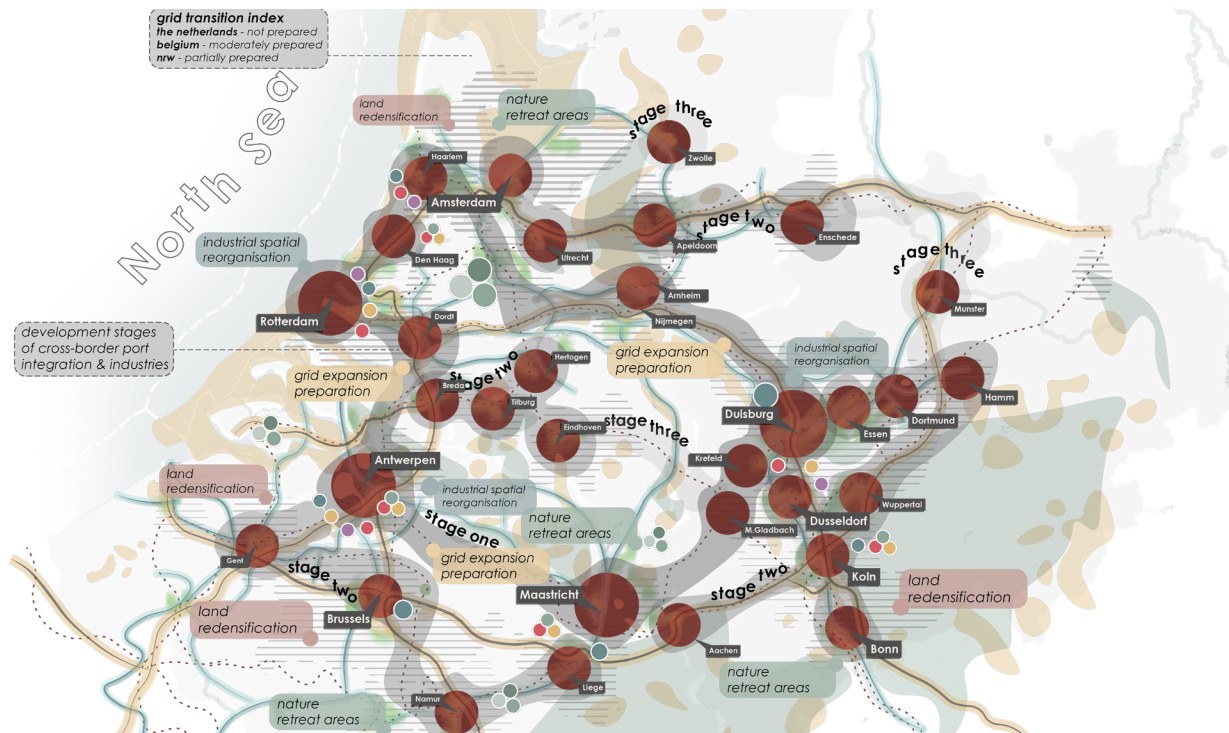 grid transition index
the netherlands - not prepared
belgium - moderately prepared
nrw - partially prepared
North sea
land
redensification
nature
retreat areas
stage three
Zwolle
Haarlem
Amsterdam
industrial spatial
reorganisation
Den Haag
Utrecht
Apeldoorn
stage two
Enschede
stage three
Munster
Rotterdam
Dordt
Arnheim
Nijmegen
development stages
of cross-border port
integration & industries
grid expansion
preparation
Breda
stage two
Hertogen
Tilburg
grid expansion
preparation
industrial spatial
reorganisation
Duisburg
Essen
Dortmund
Hamm
Eindhoven
stage three
Krefeld
Antwerpen
land
redensification
industrial spatial
reorganisation
stage one
nature
retreat areas
M.Gladbach
Dusseldorf
Wuppertal
Gent
grid expansion
preparation
stage two
Brussels
land
redensification
Maastricht
stage two
Koln
land
redensification
Aachen
Bonn
Liege
Namur
nature
retreat areas
nature
retreat areas